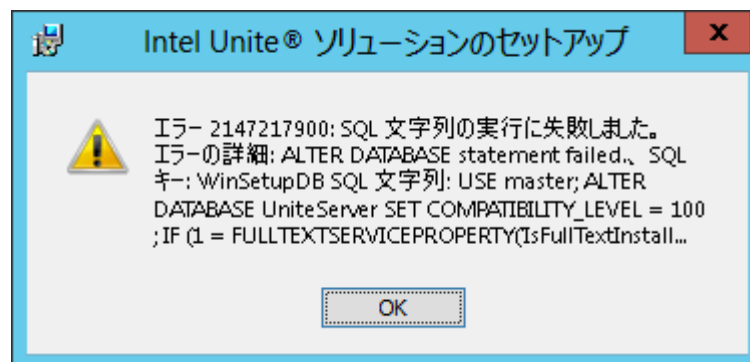 Intel Unite® ソリューションのセットアップ
エラー 2147217900: SQL 文字列の実行に失敗しました。
エラーの詳細: ALTER DATABASE statement failed.、SQL
キー: WinSetupDB SQL 文字列: USE master; ALTER
DATABASE UniteServer SET COMPATIBILITY_LEVEL = 100
; IF (1 = FULLTEXTSERVICEPROPERTY(IsFullTextInstall...
OK